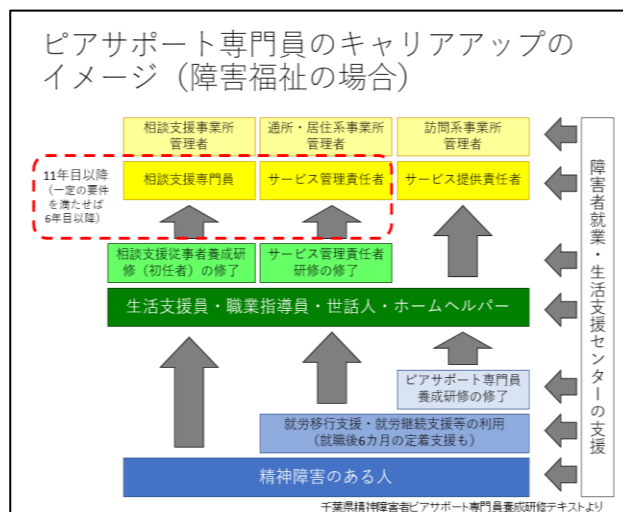 ピアサポート専門員のキャリアアップの
イメージ（障害福祉の場合）
相談支援事業所
管理者
通所・居住系事業所
管理者
訪問系事業所
管理者
11年目以降
（一定の要件
を満たせば
6年目以降）
相談支援専門員
サービス管理責任者
サービス提供責任者
相談支援従事者養成研
修（初任者）の修了
サービス管理責任者
研修の修了
生活支援員・職業指導員・世話人・ホームヘルパー
ピアサポート専門員
養成研修の修了
就労移行支援・就労継続支援等の利用
（就職後6カ月の定着支援も）
精神障害のある人
障害者就業・生活支援センターの支援
千葉県精神障害者ピアサポート専門員養成研修テキストより